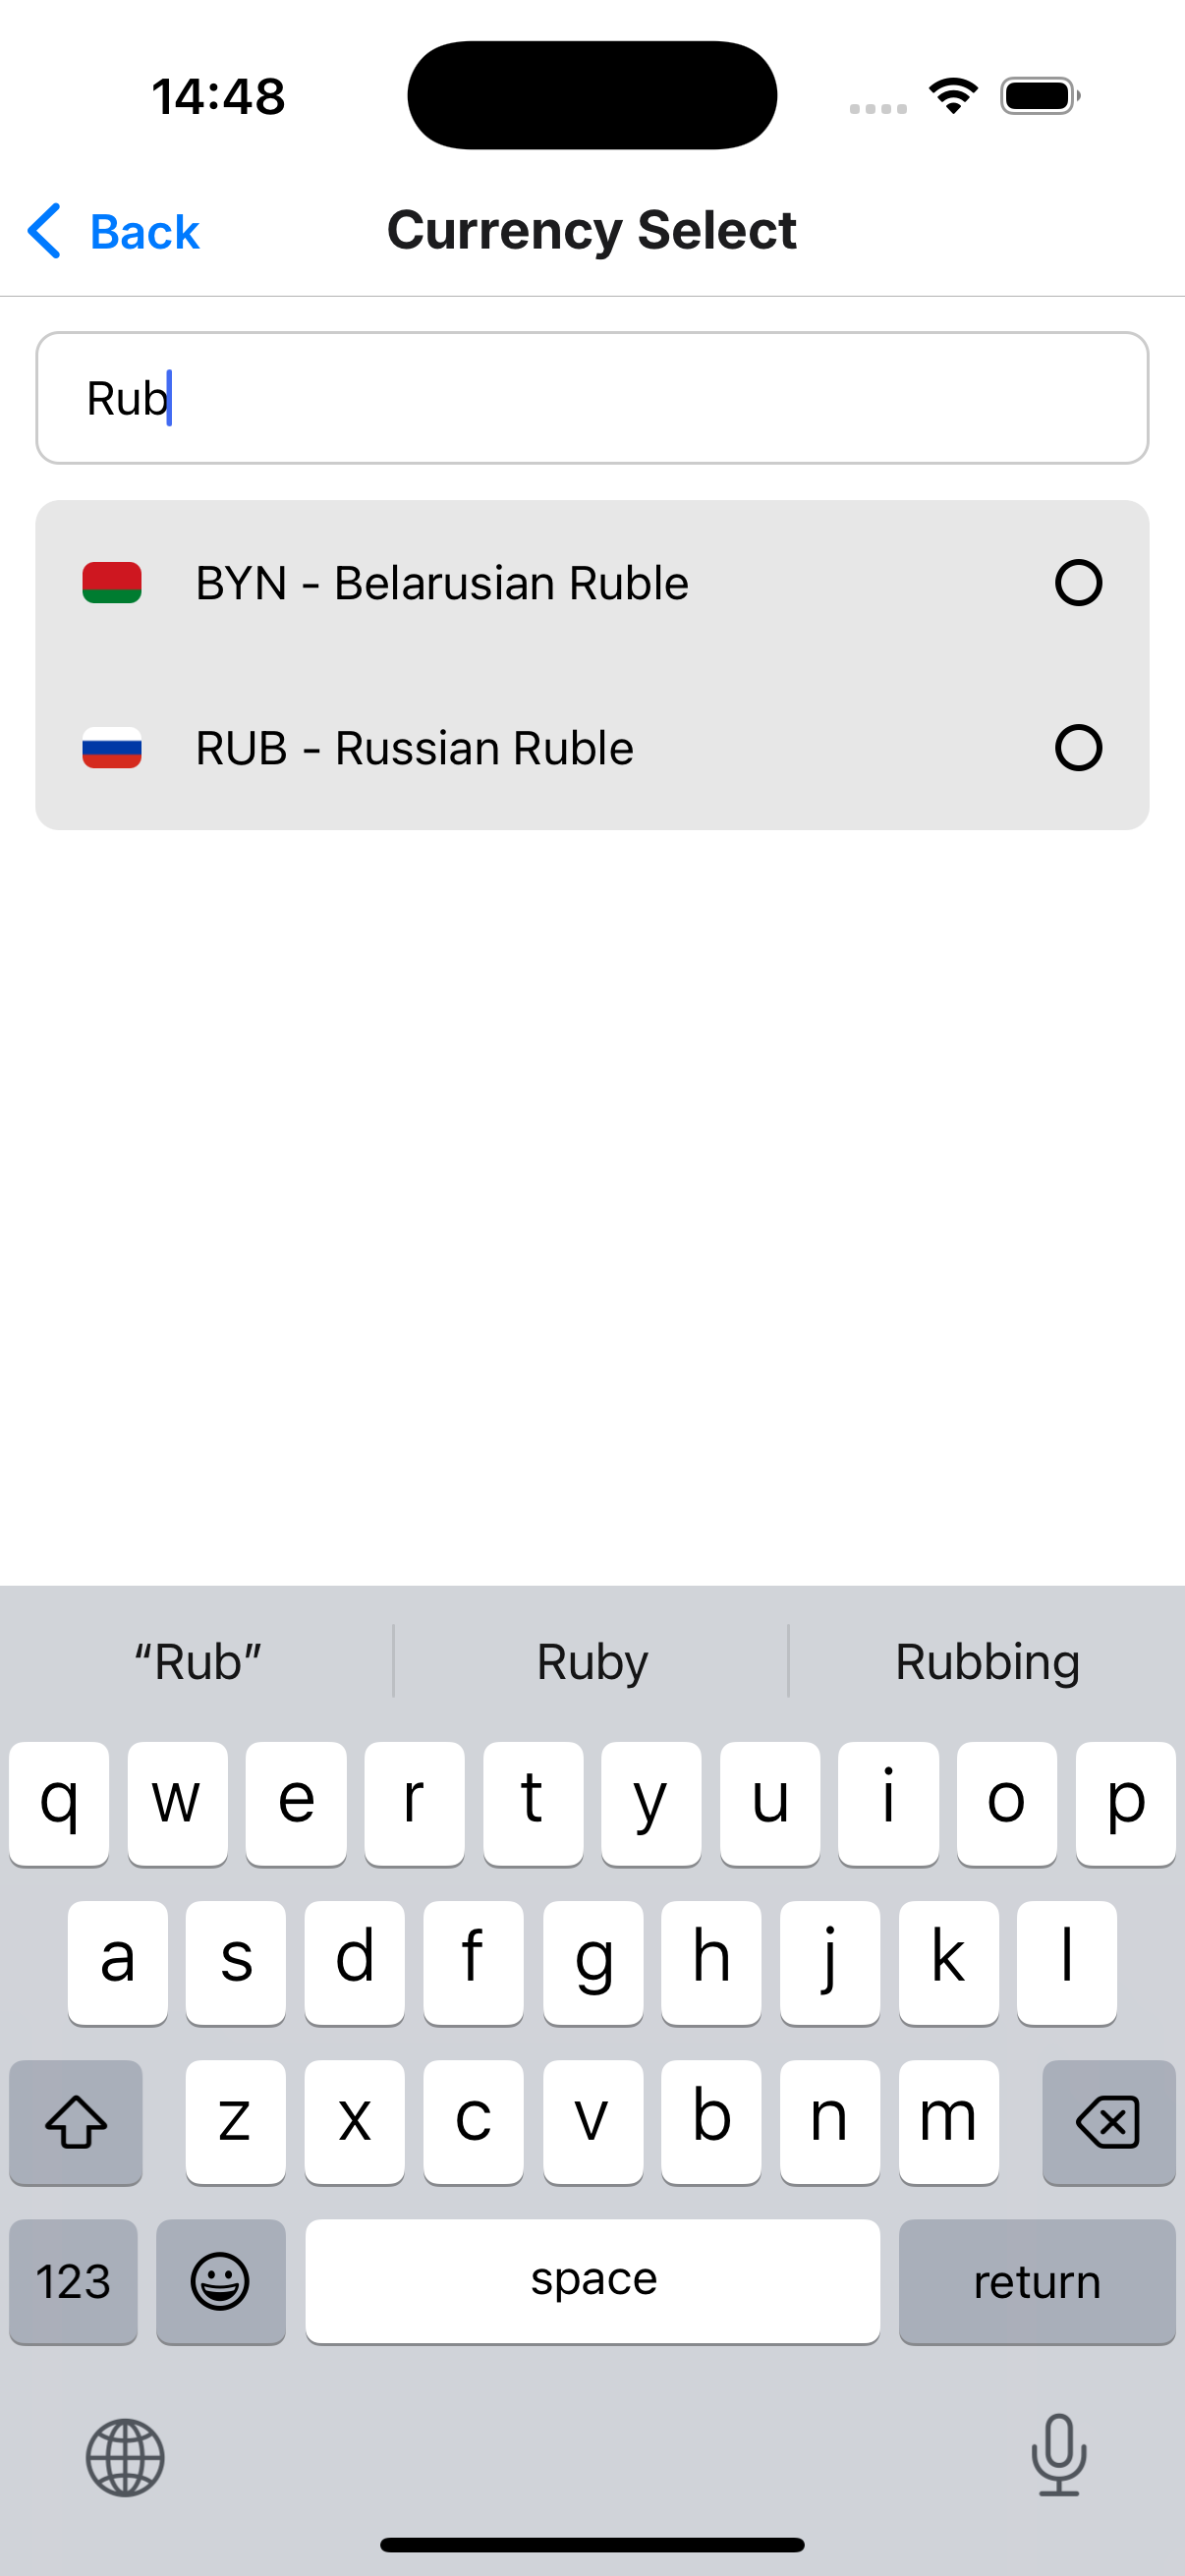 14:48
Back
Currency Select
Rub
BYN - Belarusian Ruble
RUB - Russian Ruble
“Rub” Ruby Rubbing
q w e r t y u i o p
a s d f g h j k l
z x c v b n m
123 space return